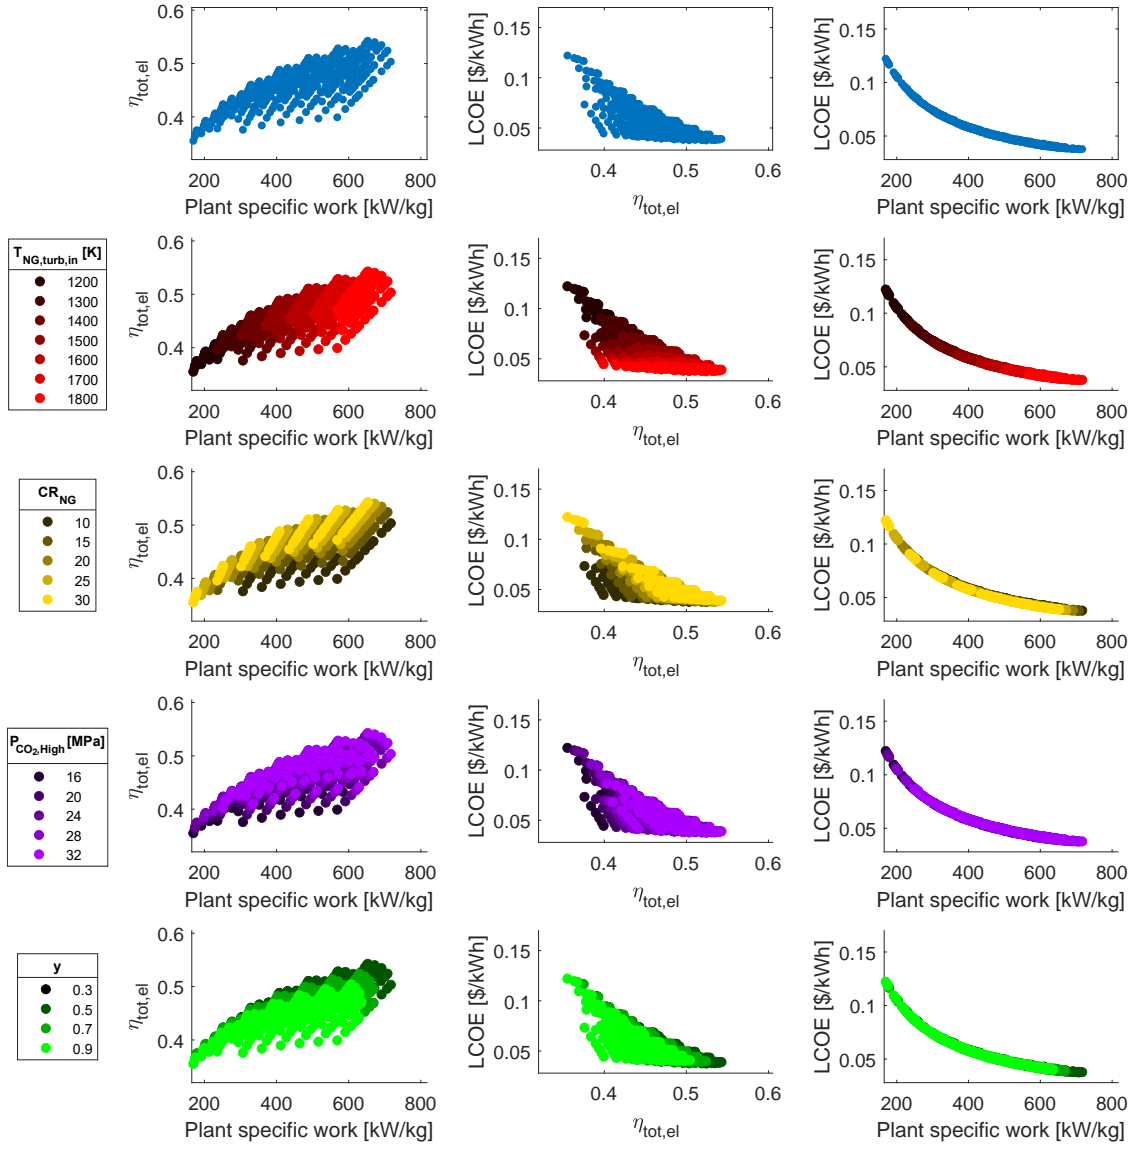 0.6
0.5
0.4
η_tot,el
200 400 600 800
Plant specific work [kW/kg]
0.15
0.1
0.05
LCOE [$/kWh]
0.4 0.5 0.6
η_tot,el
0.15
0.1
0.05
LCOE [$/kWh]
200 400 600 800
Plant specific work [kW/kg]
T_NG,turb,in [K]
1200
1300
1400
1500
1600
1700
1800
0.6
0.5
0.4
η_tot,el
200 400 600 800
Plant specific work [kW/kg]
0.15
0.1
0.05
LCOE [$/kWh]
0.4 0.5 0.6
η_tot,el
0.15
0.1
0.05
LCOE [$/kWh]
200 400 600 800
Plant specific work [kW/kg]
CR_NG
10
15
20
25
30
0.6
0.5
0.4
η_tot,el
200 400 600 800
Plant specific work [kW/kg]
0.15
0.1
0.05
LCOE [$/kWh]
0.4 0.5 0.6
η_tot,el
0.15
0.1
0.05
LCOE [$/kWh]
200 400 600 800
Plant specific work [kW/kg]
P_CO₂,High [MPa]
16
20
24
28
32
0.6
0.5
0.4
η_tot,el
200 400 600 800
Plant specific work [kW/kg]
0.15
0.1
0.05
LCOE [$/kWh]
0.4 0.5 0.6
η_tot,el
0.15
0.1
0.05
LCOE [$/kWh]
200 400 600 800
Plant specific work [kW/kg]
y
0.3
0.5
0.7
0.9
0.6
0.5
0.4
η_tot,el
200 400 600 800
Plant specific work [kW/kg]
0.15
0.1
0.05
LCOE [$/kWh]
0.4 0.5 0.6
η_tot,el
0.15
0.1
0.05
LCOE [$/kWh]
200 400 600 800
Plant specific work [kW/kg]